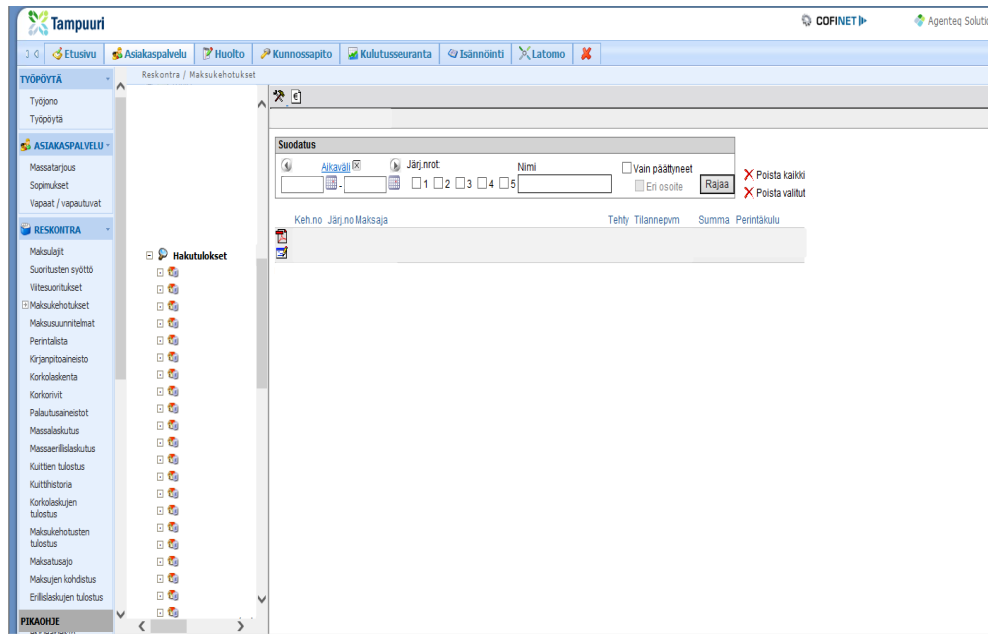 Tampuuri
COFINET
Agenteq Solutio
Etusivu Asiakaspalvelu Huolto Kunnossapito Kulutusseuranta Isännöinti Latomo
TYÖPÖYTÄ
Työjono
Työpöytä
ASIAKASPALVELU
Massatarjous
Sopimukset
Vapaat / vapautuvat
RESKONTRA
Maksulajit
Suoritusten syöttö
Viitesuoritukset
Maksukehotukset
Maksusuunnitelmat
Perintalista
Kirjanpitoaineisto
Korkolaskenta
Korkorivit
Palautusaineistot
Massalaskutus
Massaerillislaskutus
Kuittien tulostus
Kuittihistoria
Korkolaskujen
tulostus
Maksukehotusten
tulostus
Maksatusajo
Maksujen kohdistus
Erillislaskujen tulostus
PIKAOHJE
Reskontra / Maksukehotukset
Hakutulokset
Suodatus
Aikaväli Järj.nrot: Nimi Vain päättyneet
- 1 2 3 4 5 Eri osoite Rajaa
Poista kaikki
Poista valitut
Keh.no Järj.no Maksaja Tehty Tilannepvm Summa Perintäkulu